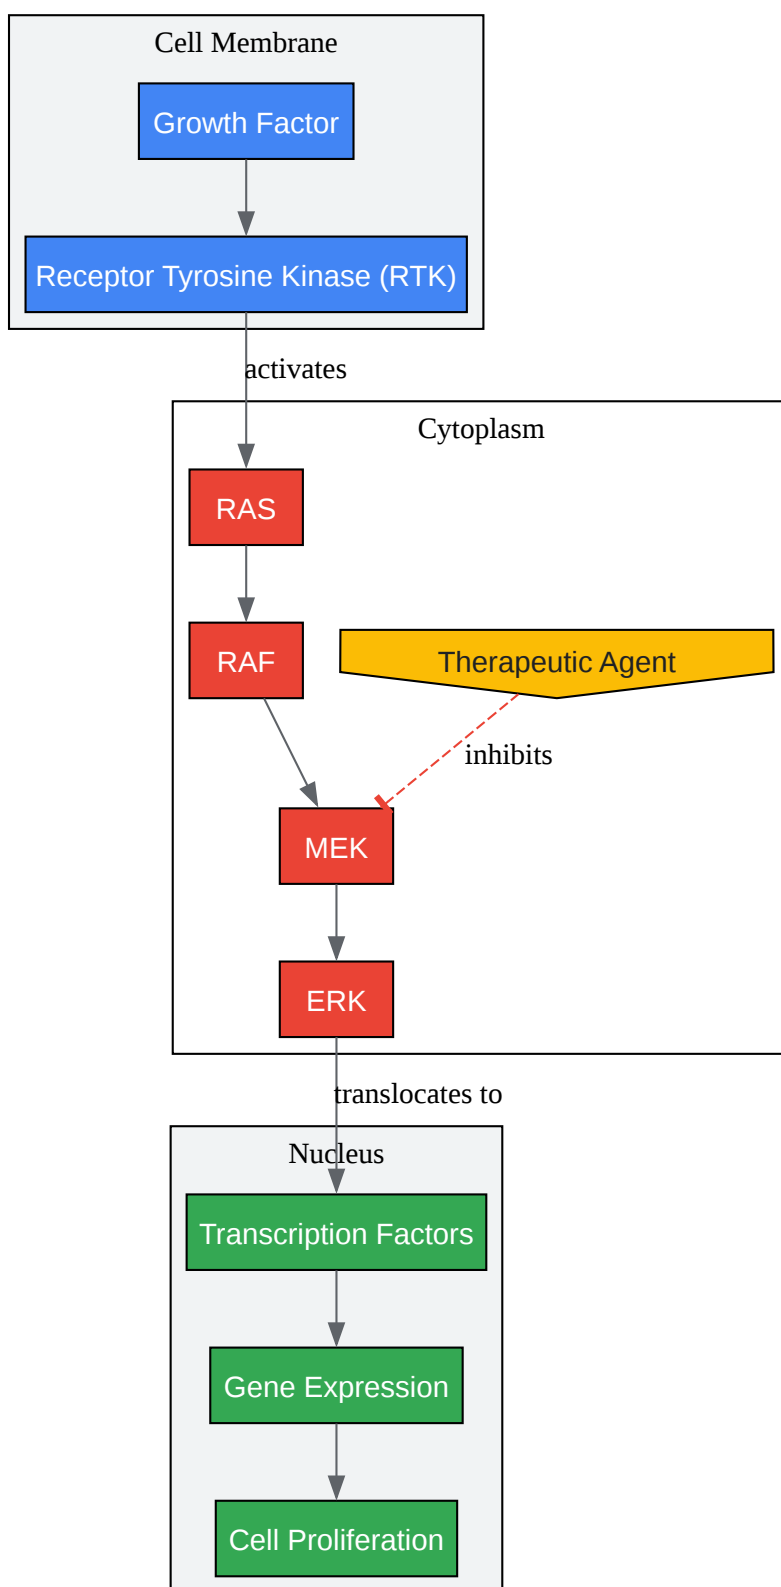 Cell Membrane
Growth Factor
Receptor Tyrosine Kinase (RTK)
activates
Cytoplasm
RAS
RAF
Therapeutic Agent
inhibits
MEK
ERK
translocates to
Nucleus
Transcription Factors
Gene Expression
Cell Proliferation